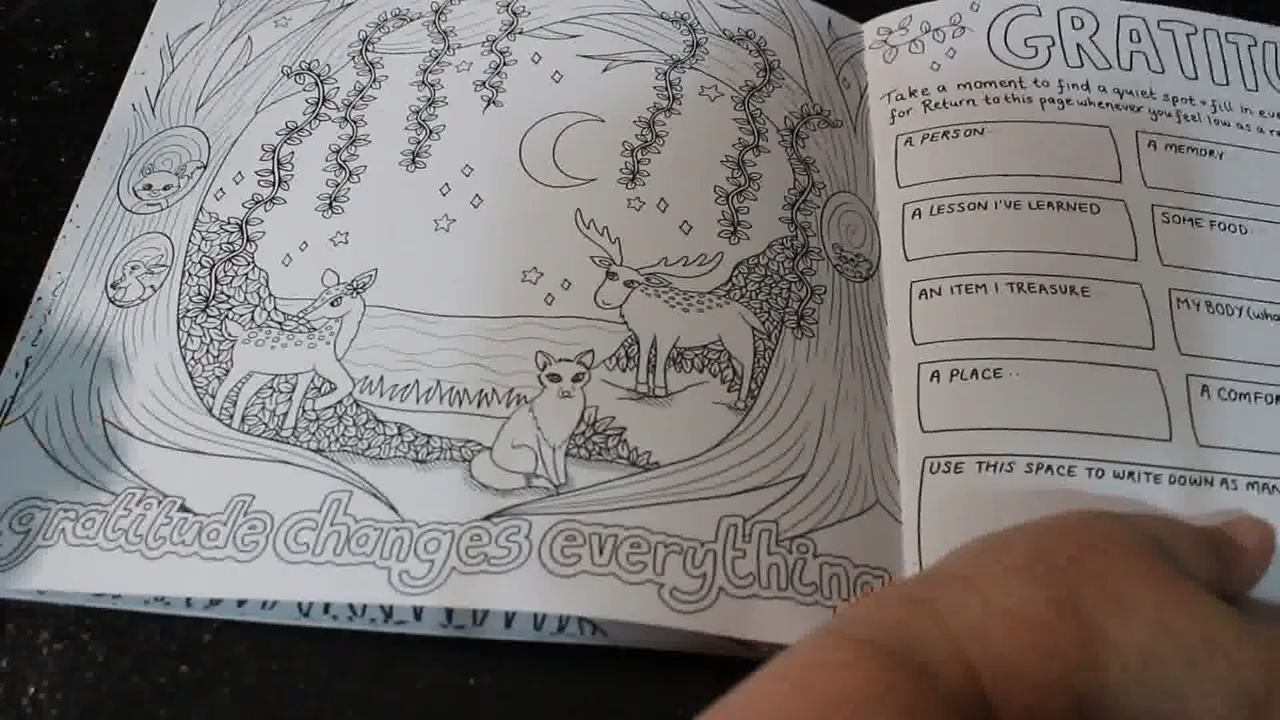 gratitude changes everything
GRATITU
Take a moment to find a quiet spot + fill in eve
for. Return to this page whenever you feel low as a re
A PERSON
A MEMORY
A LESSON I'VE LEARNED
SOME FOOD
AN ITEM I TREASURE
MY BODY (wha
A PLACE..
A COMFOR
USE THIS SPACE TO WRITE DOWN AS MAN